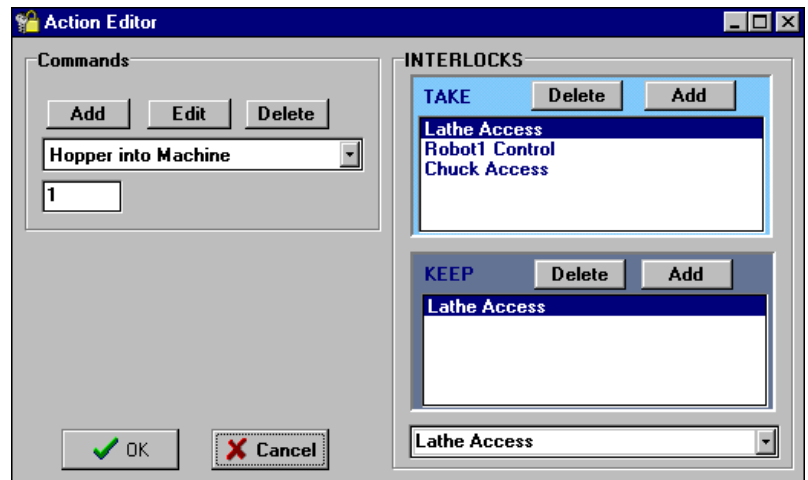 Action Editor
Commands
Add Edit Delete
Hopper into Machine
1
OK Cancel
INTERLOCKS
TAKE Delete Add
Lathe Access
Robot1 Control
Chuck Access
KEEP Delete Add
Lathe Access
Lathe Access